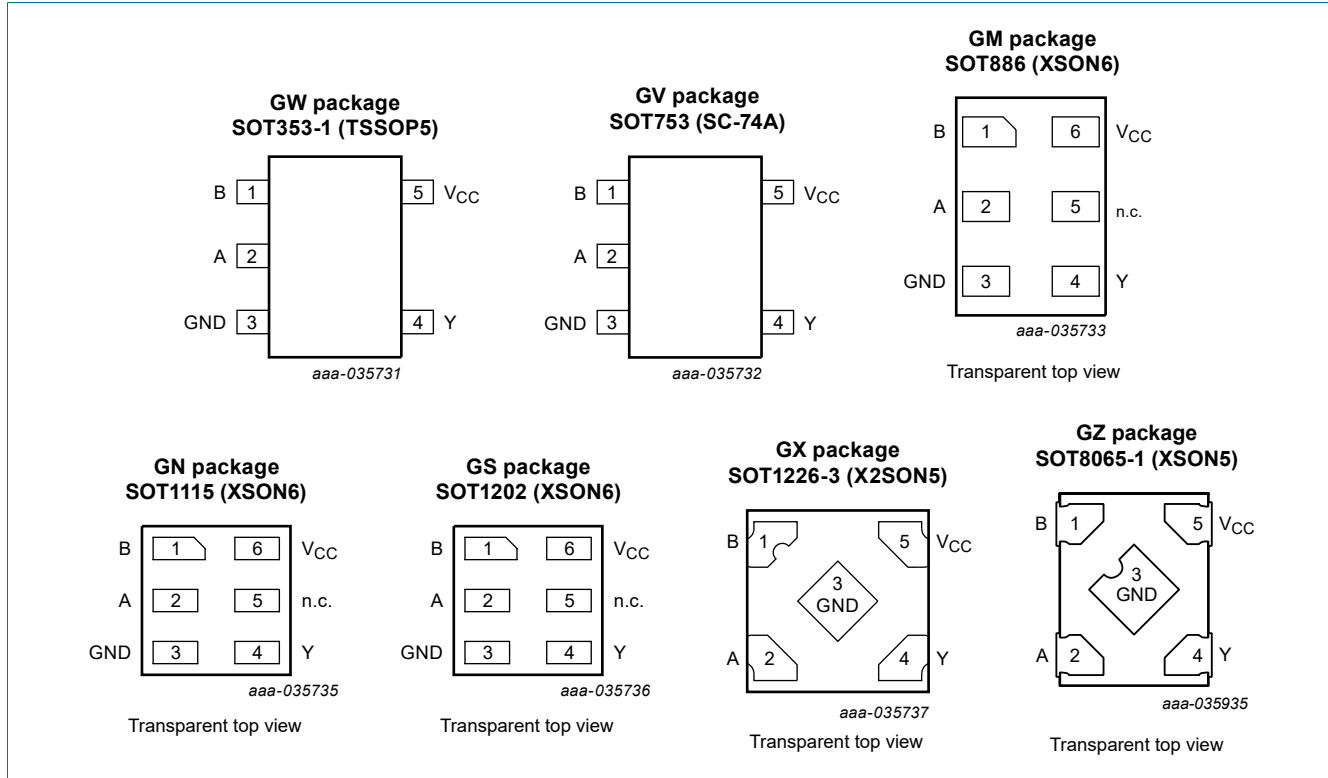 GW package
SOT353-1 (TSSOP5)
B 1
5 VCC
A 2
GND 3
4 Y
aaa-035731
GV package
SOT753 (SC-74A)
B 1
5 VCC
A 2
GND 3
4 Y
aaa-035732
GM package
SOT886 (XSON6)
B 1 6 VCC
A 2 5 n.c.
GND 3 4 Y
aaa-035733
Transparent top view
GN package
SOT1115 (XSON6)
B 1 6 VCC
A 2 5 n.c.
GND 3 4 Y
aaa-035735
Transparent top view
GS package
SOT1202 (XSON6)
B 1 6 VCC
A 2 5 n.c.
GND 3 4 Y
aaa-035736
Transparent top view
GX package
SOT1226-3 (X2SON5)
B 1 5 VCC
3
GND
A 2 4 Y
aaa-035737
Transparent top view
GZ package
SOT8065-1 (XSON5)
B 1 5 VCC
3
GND
A 2 4 Y
aaa-035935
Transparent top view